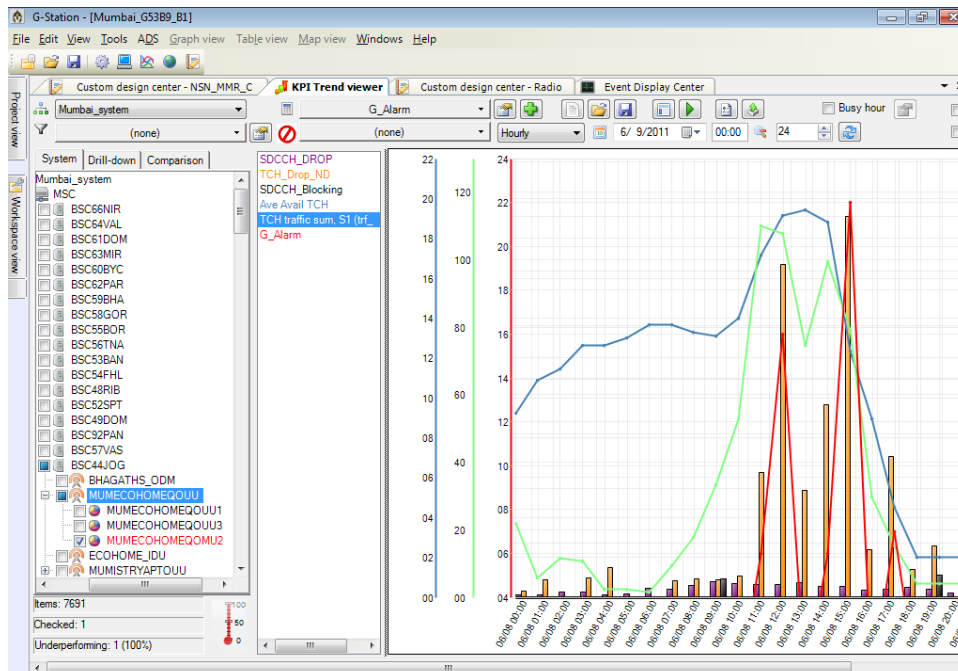 G-Station - [Mumbai_G53B9_B1]
File Edit View Tools ADS Graph view Table view Map view Windows Help
Custom design center - NSN_MMR_C KPI Trend viewer Custom design center - Radio Event Display Center
Project view
Workspace view
Mumbai_system G_Alarm Busy hour
(none) (none) Hourly 6/ 9/2011 00:00 24
System Drill-down Comparison
Mumbai_system
MSC
BSC66NIR
BSC64VAL
BSC61DOM
BSC63MIR
BSC60BYC
BSC62PAR
BSC59BHA
BSC58GOR
BSC55BOR
BSC56TNA
BSC53BAN
BSC54FHL
BSC48RIB
BSC52SPT
BSC49DOM
BSC92PAN
BSC57VAS
BSC44JOG
BHAGATHS_ODM
MUMECOHOMEQOUU
MUMECOHOMEQOUU1
MUMECOHOMEQOUU3
MUMECOHOMEQOMU2
ECOHOME_IDU
MUMISTRYAPTOUU
Items: 7691
Checked: 1
Underperforming: 1 (100%)
100
50
0
SDCCH_DROP
TCH_Drop_ND
SDCCH_Blocking
Ave Avail TCH
TCH traffic sum, S1 (trf_
G_Alarm
22
20
18
16
14
12
10
08
06
04
02
00
120
100
80
60
40
20
00
24
22
20
18
16
14
12
10
08
06
04
06/08 00:00
06/08 01:00
06/08 02:00
06/08 03:00
06/08 04:00
06/08 05:00
06/08 06:00
06/08 07:00
06/08 08:00
06/08 09:00
06/08 10:00
06/08 11:00
06/08 12:00
06/08 13:00
06/08 14:00
06/08 15:00
06/08 16:00
06/08 17:00
06/08 18:00
06/08 19:00
06/08 20:00